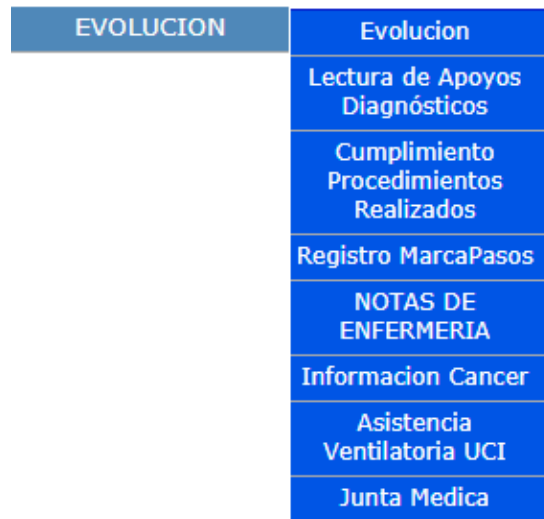 EVOLUCION
Evolucion
Lectura de Apoyos
Diagnósticos
Cumplimiento
Procedimientos
Realizados
Registro MarcaPasos
NOTAS DE
ENFERMERIA
Informacion Cancer
Asistencia
Ventilatoria UCI
Junta Medica